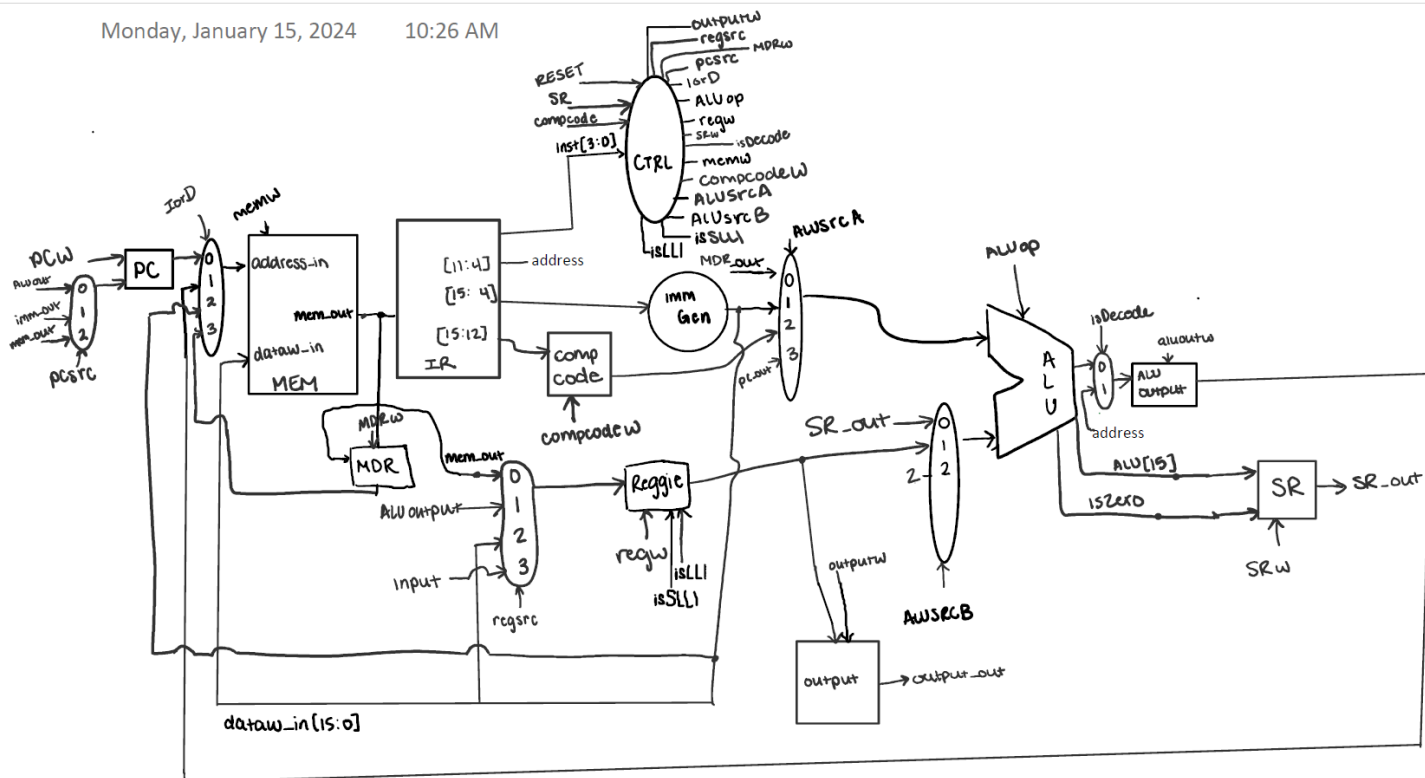 Monday, January 15, 2024 10:26 AM
outputw
regsrc
MDRw
pcsrc
IorD
ALUop
regw
SRW
isDecode
memw
compcodeW
ALUSrcA
ALUsrcB
isSLLI
isLLI
RESET
SR
compcode
inst[3:0]
CTRL
IorD
memw
PCW
ALUout
imm_out
mem_out
0
1
2
pcsrc
PC
0
1
2
3
address_in
mem_out
dataw_in
MEM
[11:4]
address
[15:4]
[15:12]
IR
imm
Gen
comp
code
compcodew
MDR_out
ALUSrcA
0
1
2
3
pc_out
ALUop
ALU
isDecode
0
1
address
aluoutw
ALU
output
MDRW
MDR
mem_out
ALUoutput
input
0
1
2
3
regsrc
Reggie
regw
isLLI
isSLLI
SR_out
2
0
1
2
ALUSRCB
outputw
output
output_out
ALU[15]
isZero
SR
SR_out
SRW
dataw_in[15:0]